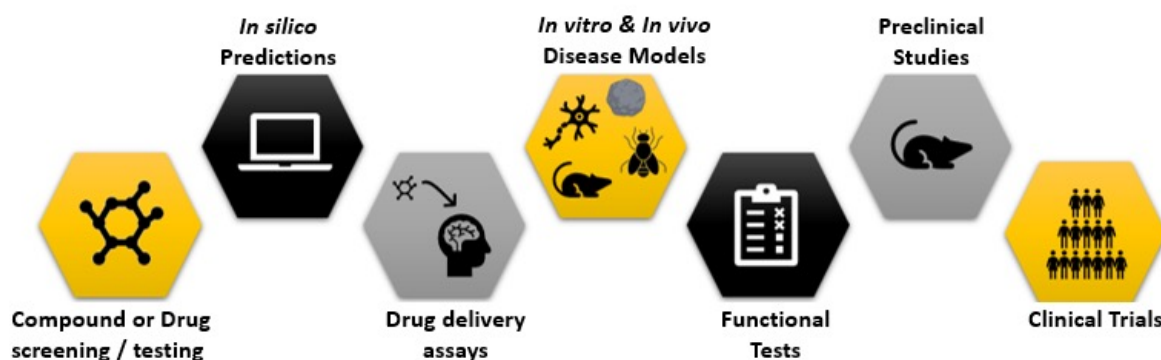 In silico
Predictions
In vitro & In vivo
Disease Models
Preclinical
Studies
Compound or Drug
screening / testing
Drug delivery
assays
Functional
Tests
Clinical Trials